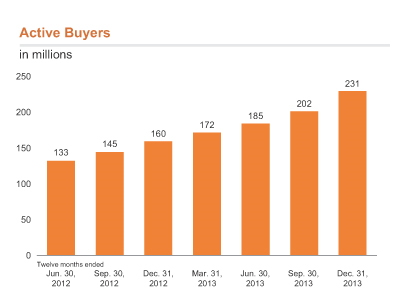 Active Buyers
in millions
250
200
150
100
50
0
133
145
160
172
185
202
231
Twelve months ended
Jun. 30, Sep. 30, Dec. 31, Mar. 31, Jun. 30, Sep. 30, Dec. 31,
2012 2012 2012 2013 2013 2013 2013